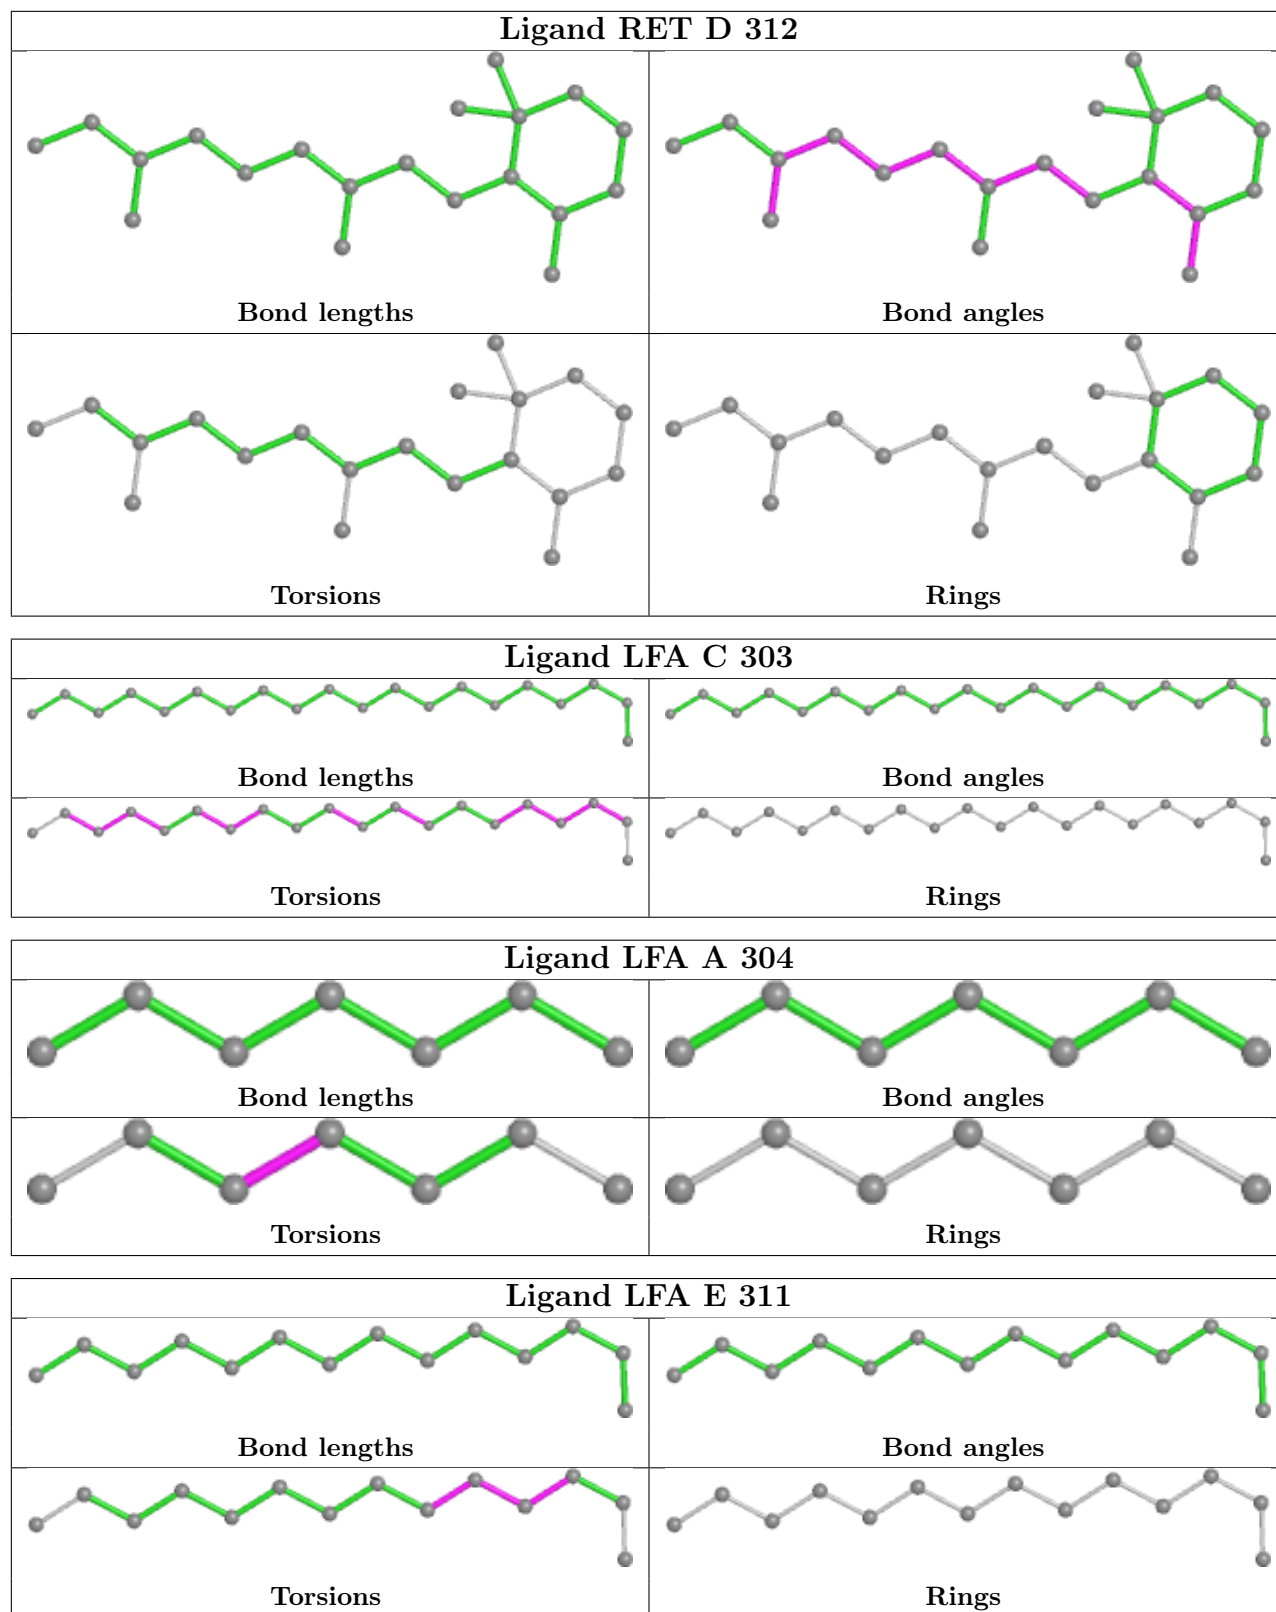 Ligand RET D 312
Bond lengths
Bond angles
Torsions
Rings
Ligand LFA C 303
Bond lengths
Bond angles
Torsions
Rings
Ligand LFA A 304
Bond lengths
Bond angles
Torsions
Rings
Ligand LFA E 311
Bond lengths
Bond angles
Torsions
Rings